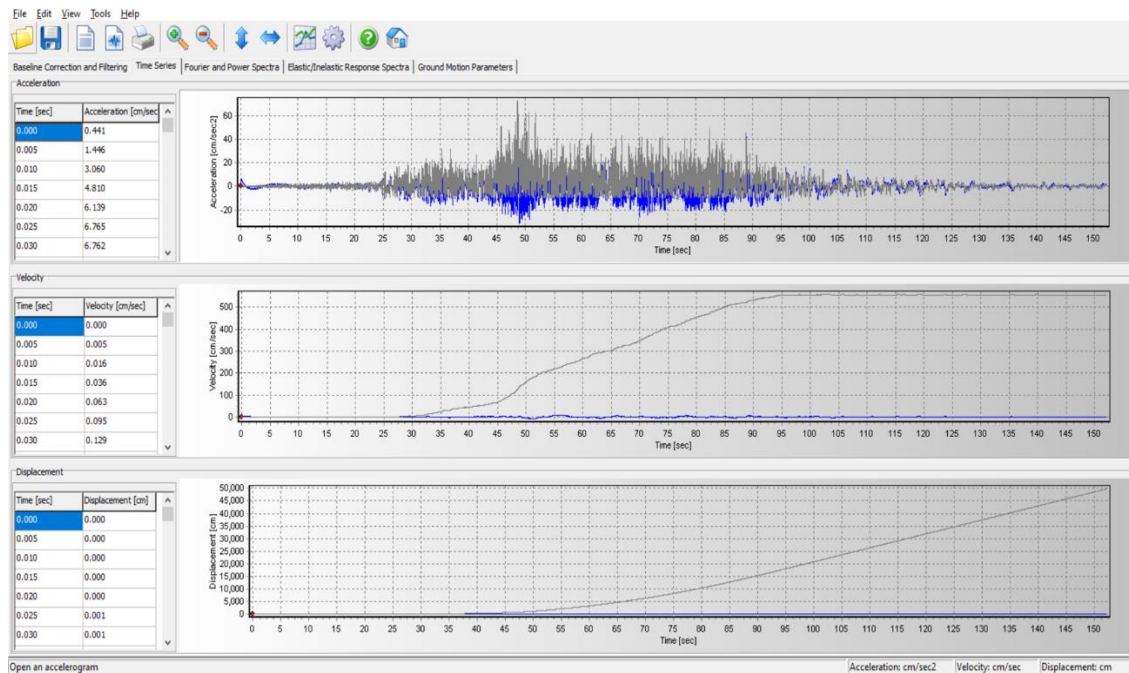 File Edit View Tools Help
Baseline Correction and Filtering Time Series Fourier and Power Spectra Elastic/Inelastic Response Spectra Ground Motion Parameters
Acceleration
Time [sec] Acceleration [cm/sec
0.000 0.441
0.005 1.446
0.010 3.060
0.015 4.810
0.020 6.139
0.025 6.765
0.030 6.762
Acceleration [cm/sec2]
60
40
20
0
-20
0 5 10 15 20 25 30 35 40 45 50 55 60 65 70 75 80 85 90 95 100 105 110 115 120 125 130 135 140 145 150
Time [sec]
Velocity
Time [sec] Velocity [cm/sec]
0.000 0.000
0.005 0.005
0.010 0.016
0.015 0.036
0.020 0.063
0.025 0.095
0.030 0.129
Velocity [cm/sec]
500
400
300
200
100
0
0 5 10 15 20 25 30 35 40 45 50 55 60 65 70 75 80 85 90 95 100 105 110 115 120 125 130 135 140 145 150
Time [sec]
Displacement
Time [sec] Displacement [cm]
0.000 0.000
0.005 0.000
0.010 0.000
0.015 0.000
0.020 0.000
0.025 0.001
0.030 0.001
Displacement [cm]
50,000
45,000
40,000
35,000
30,000
25,000
20,000
15,000
10,000
5,000
0
0 5 10 15 20 25 30 35 40 45 50 55 60 65 70 75 80 85 90 95 100 105 110 115 120 125 130 135 140 145 150
Time [sec]
Open an accelerogram Acceleration: cm/sec2 Velocity: cm/sec Displacement: cm